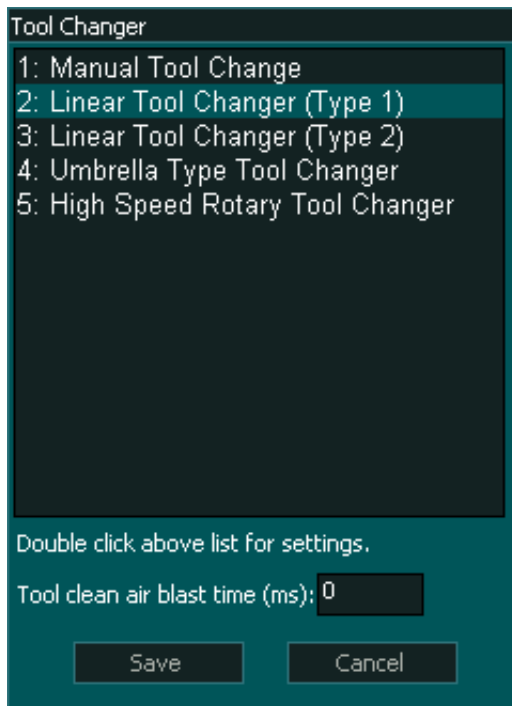 Tool Changer
1: Manual Tool Change
2: Linear Tool Changer (Type 1)
3: Linear Tool Changer (Type 2)
4: Umbrella Type Tool Changer
5: High Speed Rotary Tool Changer
Double click above list for settings.
Tool clean air blast time (ms): 0
Save Cancel